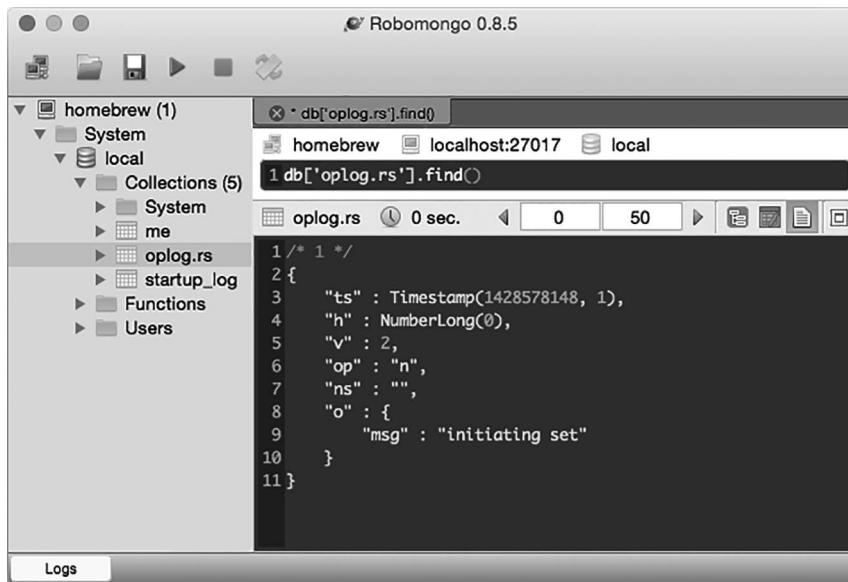 Robomongo 0.8.5
homebrew (1)
System
local
Collections (5)
System
me
oplog.rs
startup_log
Functions
Users
* db['oplog.rs'].find()
homebrew localhost:27017 local
1 db['oplog.rs'].find()
oplog.rs 0 sec. 0 50
1 /* 1 */
2 {
3 "ts" : Timestamp(1428578148, 1),
4 "h" : NumberLong(0),
5 "v" : 2,
6 "op" : "n",
7 "ns" : "",
8 "o" : {
9 "msg" : "initiating set"
10 }
11 }
Logs